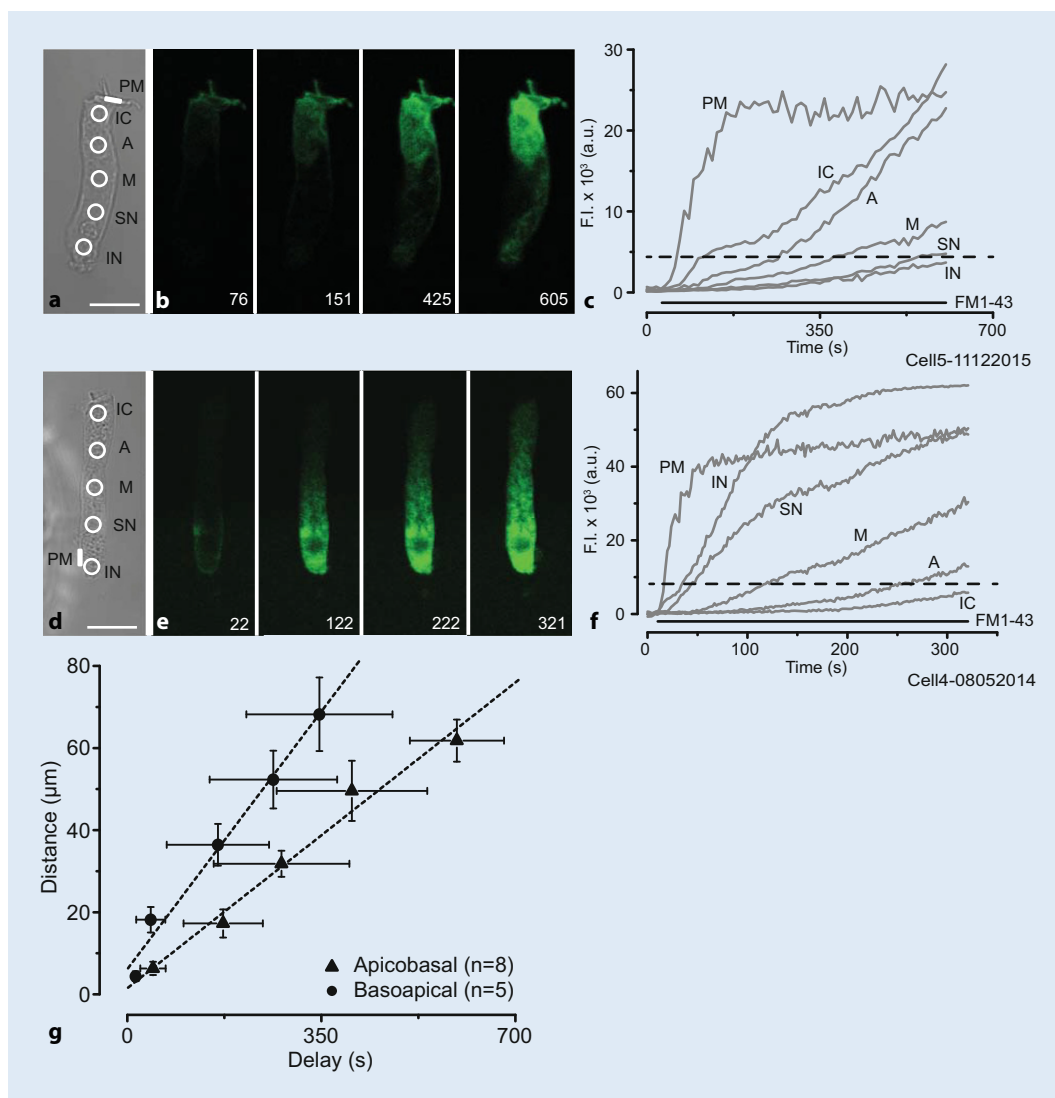 PM
IC
A
M
SN
IN
a
b
76
151
425
605
30
20
10
0
F.I. x 10³ (a.u.)
PM
IC
A
M
SN
IN
FM1-43
0
350
700
Time (s)
c
Cell5-11122015
IC
A
M
SN
PM
IN
d
e
22
122
222
321
60
40
20
0
F.I. x 10³ (a.u.)
PM
IN
SN
M
A
IC
FM1-43
0
100
200
300
Time (s)
f
Cell4-08052014
80
60
40
20
0
Distance (µm)
Apicobasal (n=8)
Basoapical (n=5)
0
350
700
Delay (s)
g